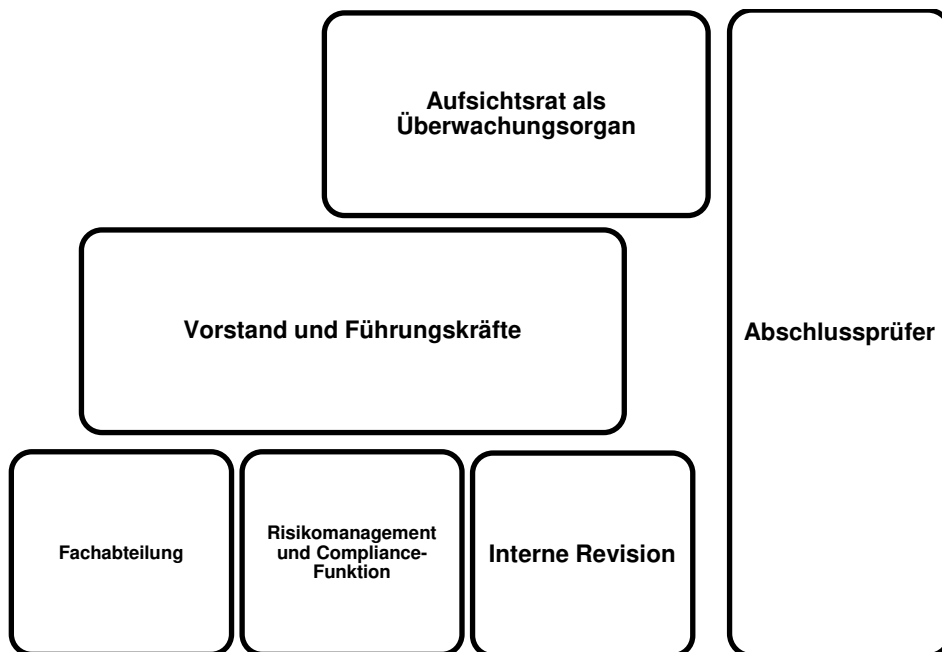 Aufsichtsrat als
Überwachungsorgan
Vorstand und Führungskräfte
Abschlussprüfer
Fachabteilung
Risikomanagement
und Compliance-
Funktion
Interne Revision